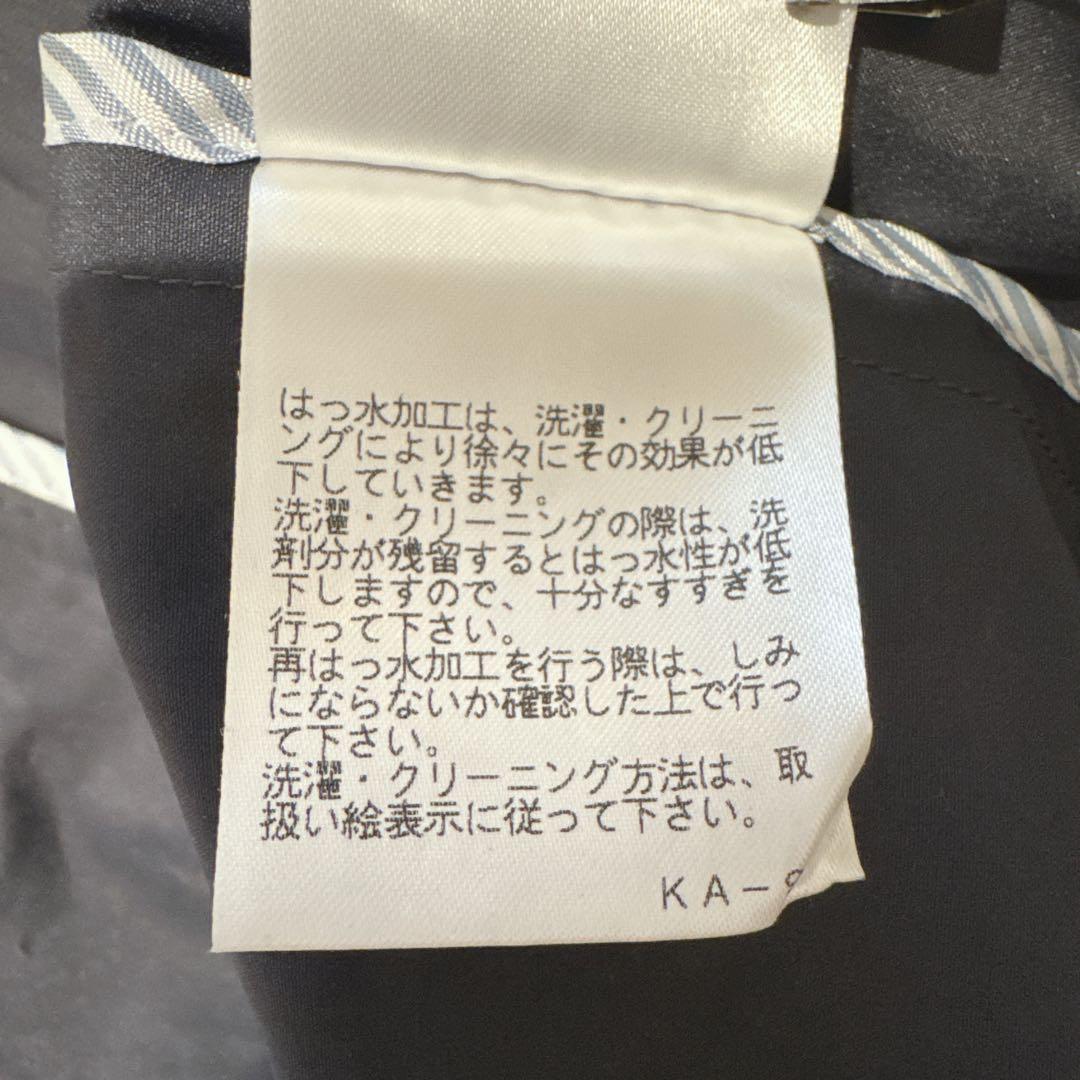 はっ水加工は、洗濯・クリーニ
ングにより徐々にその効果が低
下していきます。
洗濯・クリーニングの際は、洗
剤分が残留するとはっ水性が低
下しますので、十分なすすぎを
行って下さい。
再はっ水加工を行う際は、しみ
にならないか確認した上で行っ
て下さい。
洗濯・クリーニング方法は、取
扱い絵表示に従って下さい。
KA-